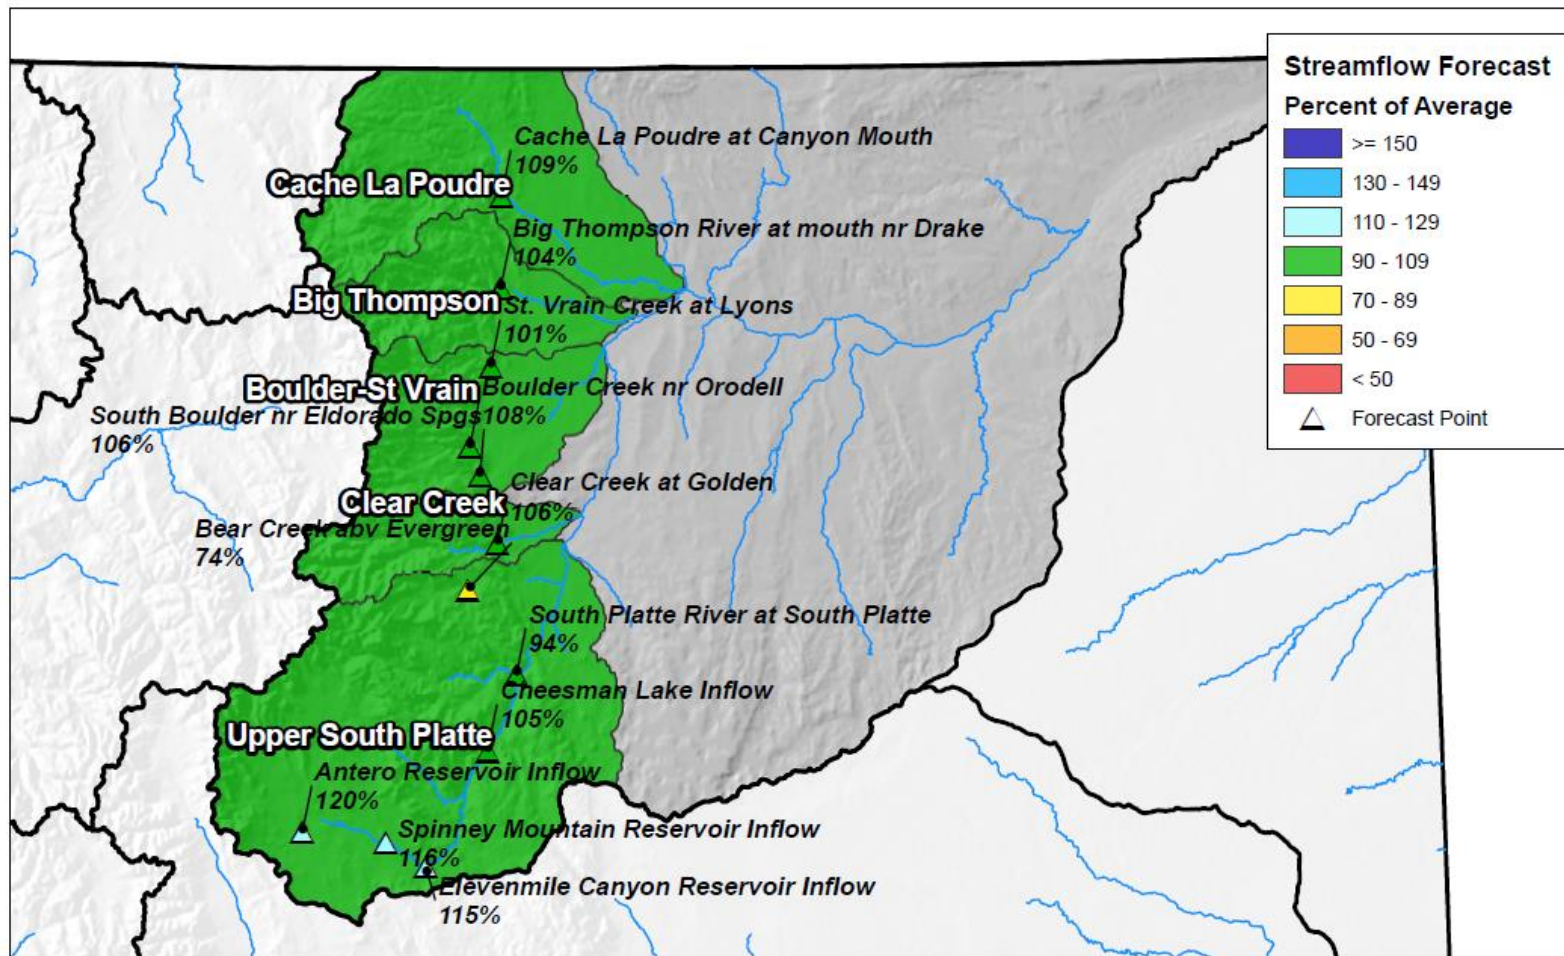 Streamflow Forecast
Percent of Average
>= 150
130 - 149
110 - 129
90 - 109
70 - 89
50 - 69
< 50
Forecast Point
Cache La Poudre at Canyon Mouth
109%
Cache La Poudre
Big Thompson River at mouth nr Drake
104%
Big Thompson
St. Vrain Creek at Lyons
101%
Boulder-St Vrain
Boulder Creek nr Orodell
108%
South Boulder nr Eldorado Spgs
106%
Clear Creek at Golden
106%
Clear Creek
Bear Creek abv Evergreen
74%
South Platte River at South Platte
94%
Cheesman Lake Inflow
105%
Upper South Platte
Antero Reservoir Inflow
120%
Spinney Mountain Reservoir Inflow
116%
Elevenmile Canyon Reservoir Inflow
115%